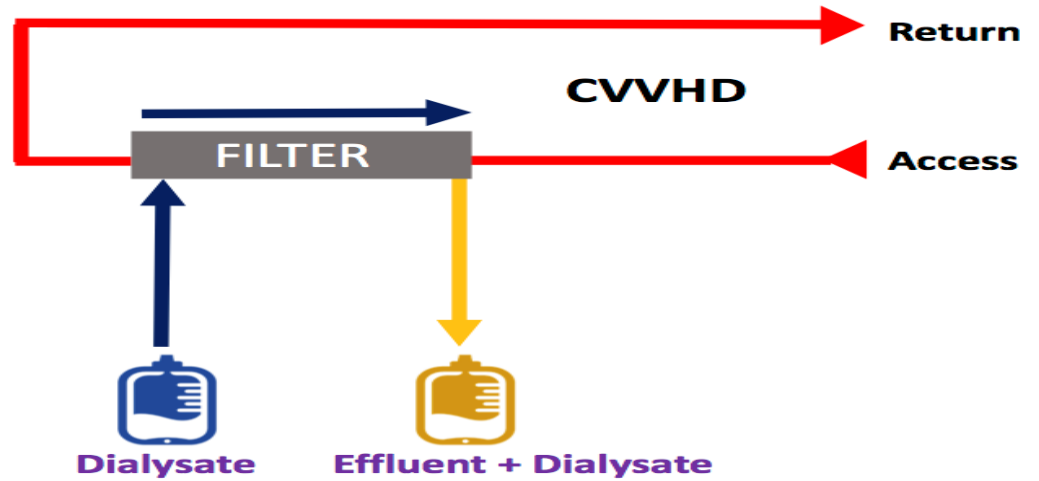 Return
CVVHD
FILTER
Access
Dialysate
Effluent + Dialysate